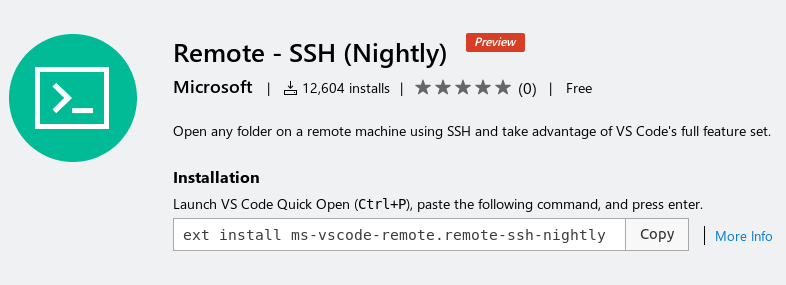 Remote - SSH (Nightly) Preview
Microsoft | 12,604 installs | (0) | Free
Open any folder on a remote machine using SSH and take advantage of VS Code's full feature set.
Installation
Launch VS Code Quick Open (Ctrl+P), paste the following command, and press enter.
ext install ms-vscode-remote.remote-ssh-nightly Copy | More Info